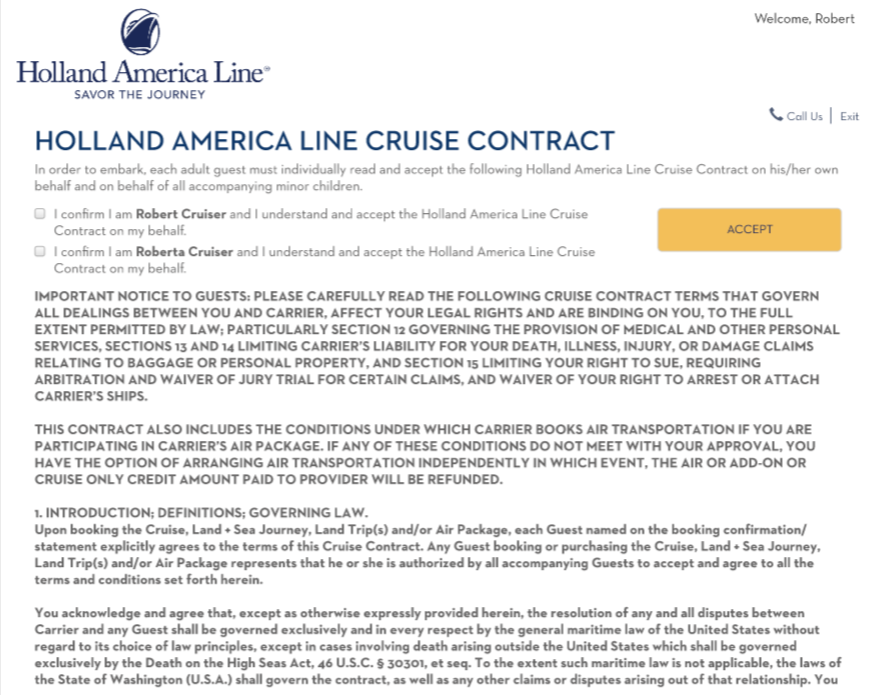 Welcome, Robert
Holland America Line®
SAVOR THE JOURNEY
Call Us | Exit
HOLLAND AMERICA LINE CRUISE CONTRACT
In order to embark, each adult guest must individually read and accept the following Holland America Line Cruise Contract on his/her own
behalf and on behalf of all accompanying minor children.
I confirm I am Robert Cruiser and I understand and accept the Holland America Line Cruise
Contract on my behalf.
ACCEPT
I confirm I am Roberta Cruiser and I understand and accept the Holland America Line Cruise
Contract on my behalf.
IMPORTANT NOTICE TO GUESTS: PLEASE CAREFULLY READ THE FOLLOWING CRUISE CONTRACT TERMS THAT GOVERN
ALL DEALINGS BETWEEN YOU AND CARRIER, AFFECT YOUR LEGAL RIGHTS AND ARE BINDING ON YOU, TO THE FULL
EXTENT PERMITTED BY LAW; PARTICULARLY SECTION 12 GOVERNING THE PROVISION OF MEDICAL AND OTHER PERSONAL
SERVICES, SECTIONS 13 AND 14 LIMITING CARRIER'S LIABILITY FOR YOUR DEATH, ILLNESS, INJURY, OR DAMAGE CLAIMS
RELATING TO BAGGAGE OR PERSONAL PROPERTY, AND SECTION 15 LIMITING YOUR RIGHT TO SUE, REQUIRING
ARBITRATION AND WAIVER OF JURY TRIAL FOR CERTAIN CLAIMS, AND WAIVER OF YOUR RIGHT TO ARREST OR ATTACH
CARRIER'S SHIPS.
THIS CONTRACT ALSO INCLUDES THE CONDITIONS UNDER WHICH CARRIER BOOKS AIR TRANSPORTATION IF YOU ARE
PARTICIPATING IN CARRIER'S AIR PACKAGE. IF ANY OF THESE CONDITIONS DO NOT MEET WITH YOUR APPROVAL, YOU
HAVE THE OPTION OF ARRANGING AIR TRANSPORTATION INDEPENDENTLY IN WHICH EVENT, THE AIR OR ADD-ON OR
CRUISE ONLY CREDIT AMOUNT PAID TO PROVIDER WILL BE REFUNDED.
1. INTRODUCTION; DEFINITIONS; GOVERNING LAW.
Upon booking the Cruise, Land + Sea Journey, Land Trip(s) and/or Air Package, each Guest named on the booking confirmation/
statement explicitly agrees to the terms of this Cruise Contract. Any Guest booking or purchasing the Cruise, Land + Sea Journey,
Land Trip(s) and/or Air Package represents that he or she is authorized by all accompanying Guests to accept and agree to all the
terms and conditions set forth herein.
You acknowledge and agree that, except as otherwise expressly provided herein, the resolution of any and all disputes between
Carrier and any Guest shall be governed exclusively and in every respect by the general maritime law of the United States without
regard to its choice of law principles, except in cases involving death arising outside the United States which shall be governed
exclusively by the Death on the High Seas Act, 46 U.S.C. § 30301, et seq. To the extent such maritime law is not applicable, the laws of
the State of Washington (U.S.A.) shall govern the contract, as well as any other claims or disputes arising out of that relationship. You